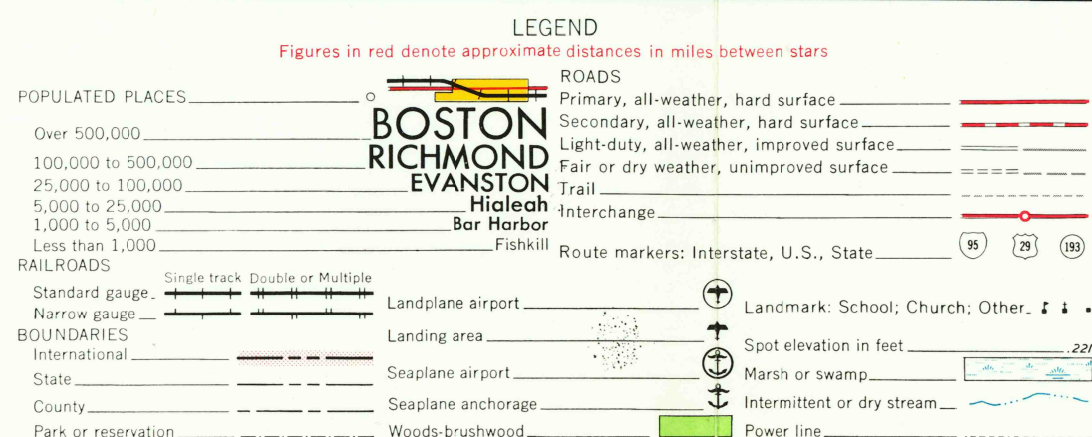 LEGEND
Figures in red denote approximate distances in miles between stars
POPULATED PLACES
Over 500,000 BOSTON
100,000 to 500,000 RICHMOND
25,000 to 100,000 EVANSTON
5,000 to 25,000 Hialeah
1,000 to 5,000 Bar Harbor
Less than 1,000 Fishkill
RAILROADS
Single track Double or Multiple
Standard gauge
Narrow gauge
BOUNDARIES
International
State
County
Park or reservation
ROADS
Primary, all-weather, hard surface
Secondary, all-weather, hard surface
Light-duty, all-weather, improved surface
Fair or dry weather, unimproved surface
Trail
Interchange
Route markers: Interstate, U.S., State 95 29 193
Landplane airport
Landing area
Seaplane airport
Seaplane anchorage
Woods-brushwood
Landmark: School; Church; Other
Spot elevation in feet
Marsh or swamp
Intermittent or dry stream
Power line